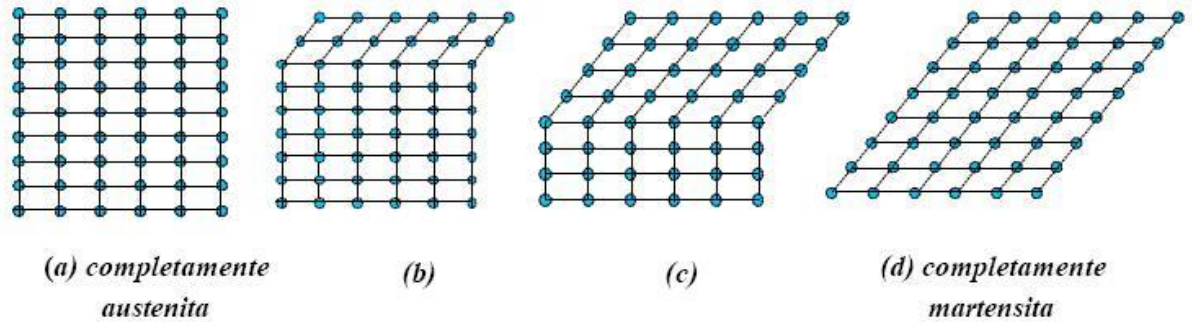 (a) completamente
austenita
(b)
(c)
(d) completamente
martensita